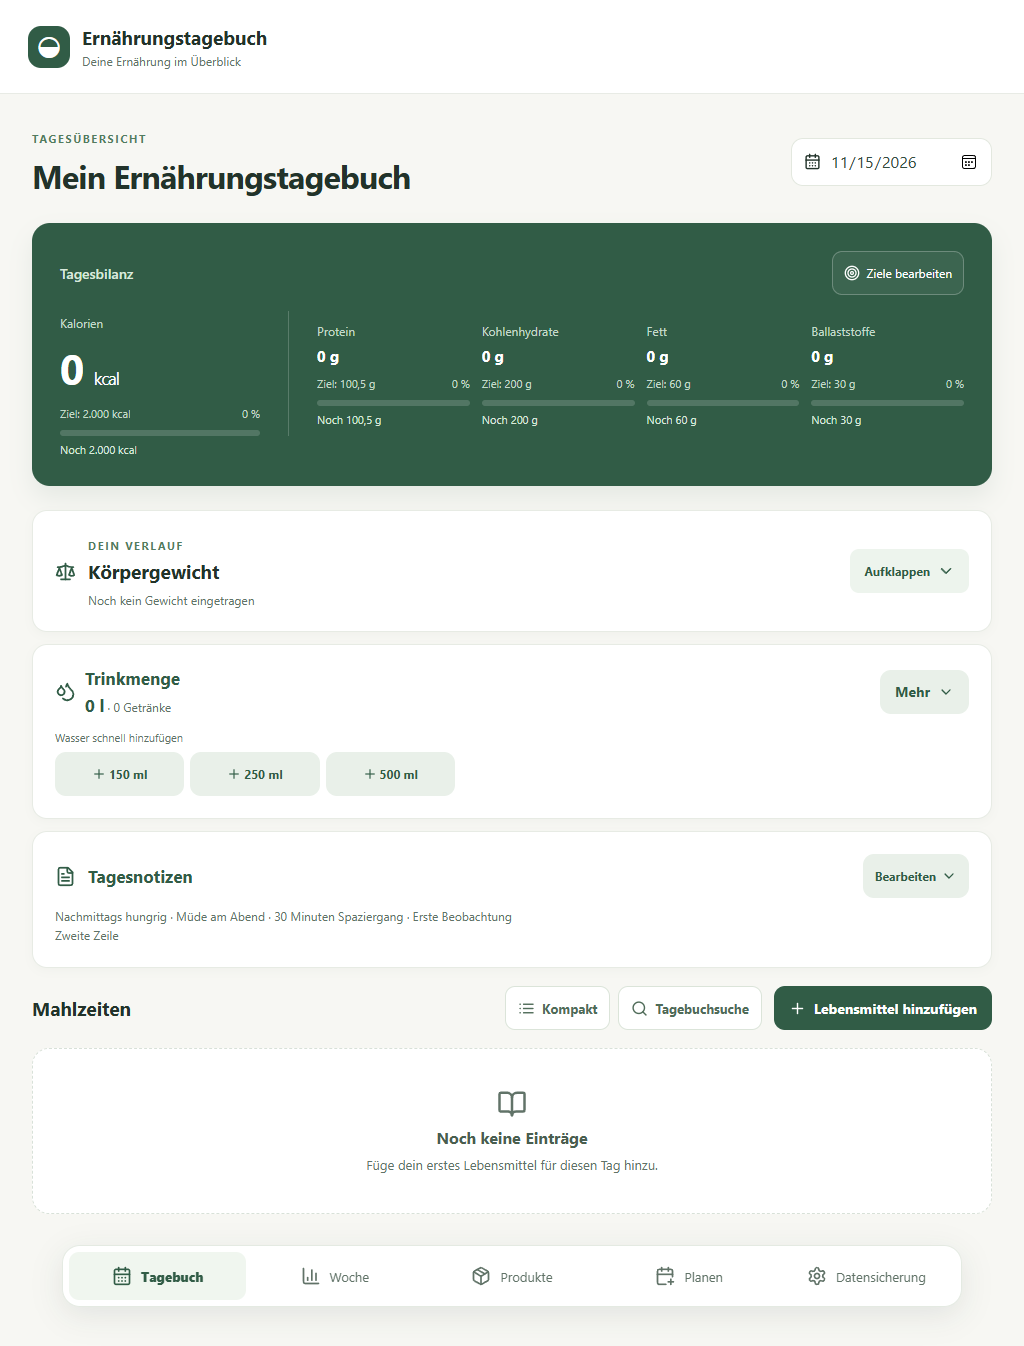 Ernährungstagebuch
Deine Ernährung im Überblick
TAGESÜBERSICHT
Mein Ernährungstagebuch
11/15/2026
Tagesbilanz
Ziele bearbeiten
Kalorien
0 kcal
Ziel: 2.000 kcal 0 %
Noch 2.000 kcal
Protein
0 g
Ziel: 100,5 g 0 %
Noch 100,5 g
Kohlenhydrate
0 g
Ziel: 200 g 0 %
Noch 200 g
Fett
0 g
Ziel: 60 g 0 %
Noch 60 g
Ballaststoffe
0 g
Ziel: 30 g 0 %
Noch 30 g
DEIN VERLAUF
Körpergewicht
Noch kein Gewicht eingetragen
Aufklappen
Trinkmenge
0 l · 0 Getränke
Mehr
Wasser schnell hinzufügen
+ 150 ml
+ 250 ml
+ 500 ml
Tagesnotizen
Bearbeiten
Nachmittags hungrig · Müde am Abend · 30 Minuten Spaziergang · Erste Beobachtung
Zweite Zeile
Mahlzeiten
Kompakt
Tagebuchsuche
+ Lebensmittel hinzufügen
Noch keine Einträge
Füge dein erstes Lebensmittel für diesen Tag hinzu.
Tagebuch
Woche
Produkte
Planen
Datensicherung